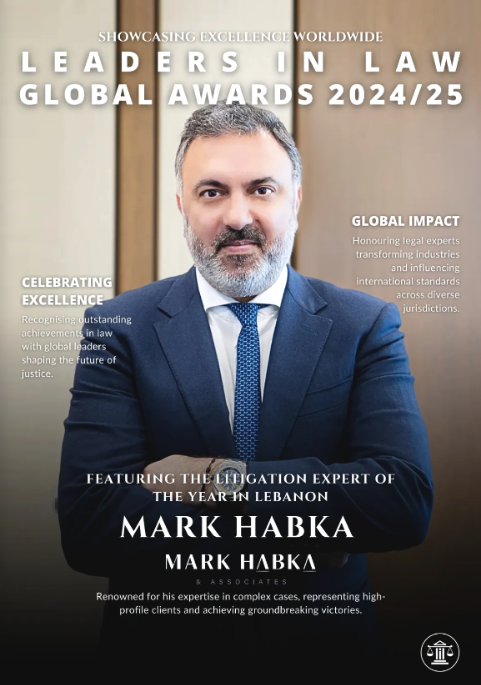 SHOWCASING EXCELLENCE WORLDWIDE
LEADERS IN LAW
GLOBAL AWARDS 2024/25
GLOBAL IMPACT
Honouring legal experts
transforming industries
and influencing
international standards
across diverse
jurisdictions.
CELEBRATING
EXCELLENCE
Recognising outstanding
achievements in law
with global leaders
shaping the future of
justice.
FEATURING THE LITIGATION EXPERT OF
THE YEAR IN LEBANON
MARK HABKA
MARK HABKA
& ASSOCIATES
Renowned for his expertise in complex cases, representing high-
profile clients and achieving groundbreaking victories.